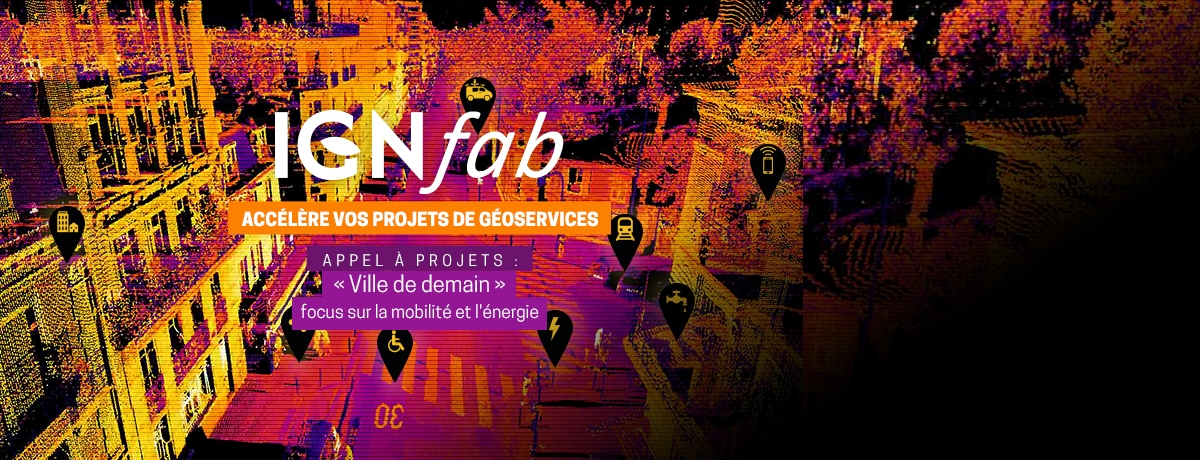 IGNfab
ACCÉLÈRE VOS PROJETS DE GÉOSERVICES
APPEL À PROJETS :
« Ville de demain »
focus sur la mobilité et l'énergie
30